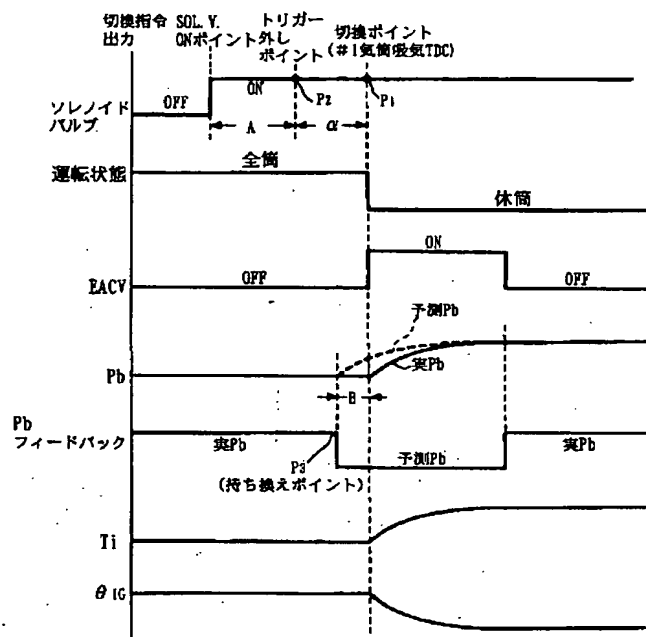 切換指令 SOL. V.
出力 ONポイント
トリガー
外し
ポイント
切換ポイント
(#1気筒吸気TDC)
ソレノイド
バルブ
OFF
ON
P2
P1
A
α
運転状態
全筒
休筒
EACV
OFF
ON
OFF
Pb
予測Pb
実Pb
B
Pb
フィードバック
実Pb
P3
(持ち換えポイント)
予測Pb
実Pb
Ti
θIG